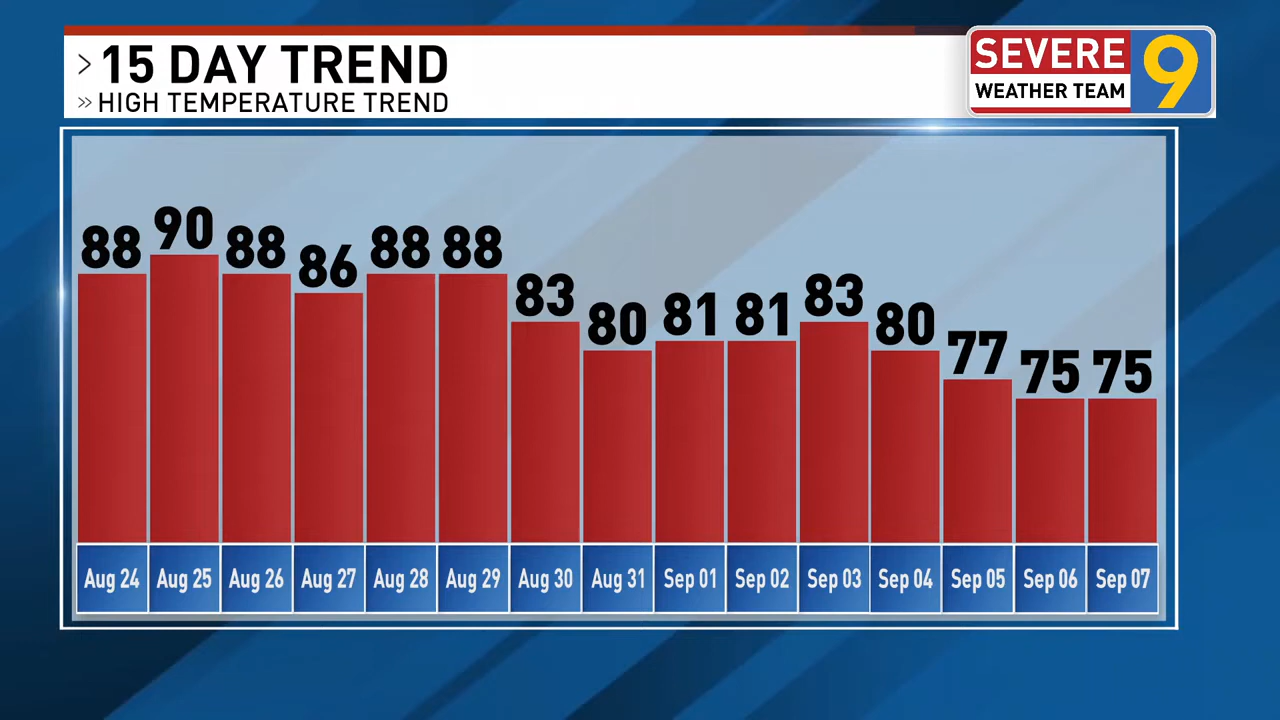 > 15 DAY TREND
» HIGH TEMPERATURE TREND
SEVERE
WEATHER TEAM
9
88 90 88 86 88 88 83 80 81 81 83 80 77 75 75
Aug 24 Aug 25 Aug 26 Aug 27 Aug 28 Aug 29 Aug 30 Aug 31 Sep 01 Sep 02 Sep 03 Sep 04 Sep 05 Sep 06 Sep 07